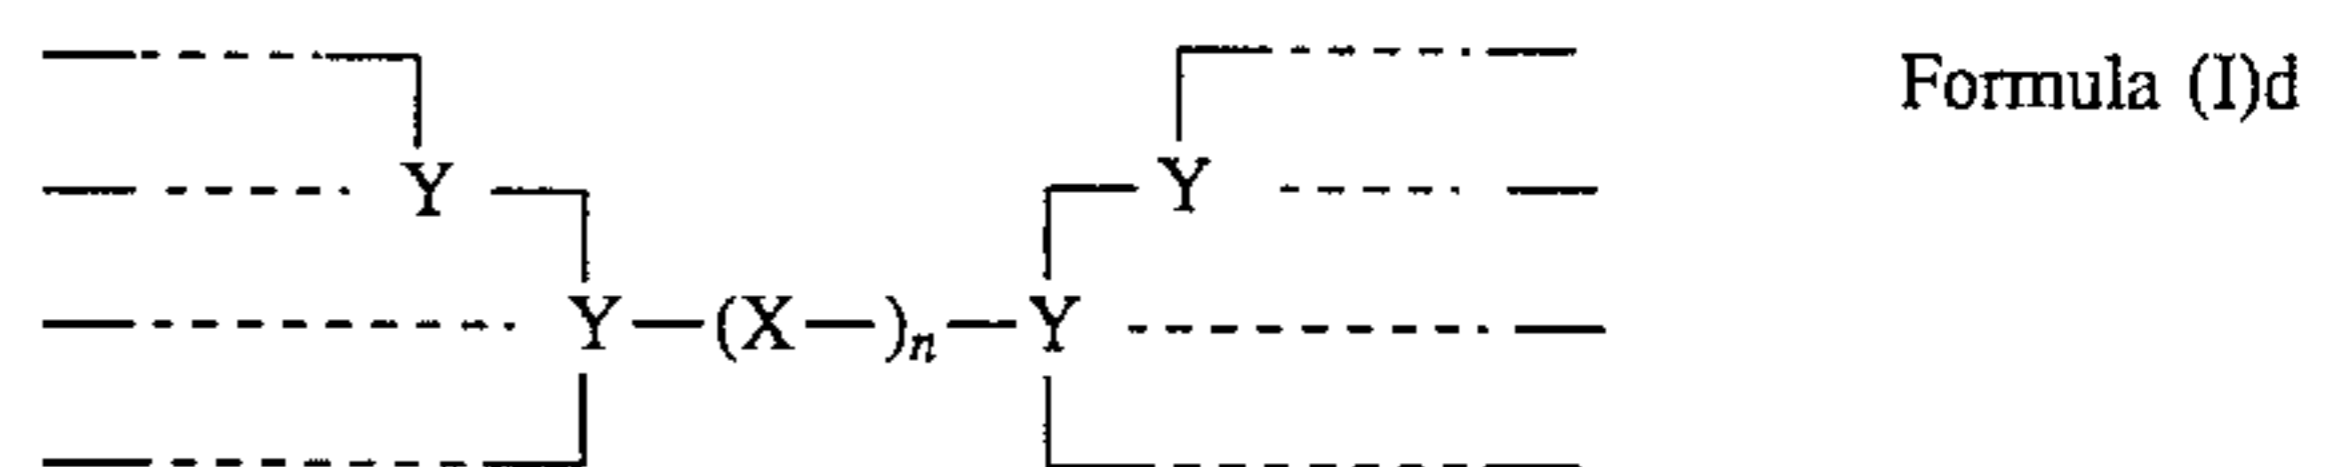 Formula (I)d
Y Y
Y—(X—)n—Y